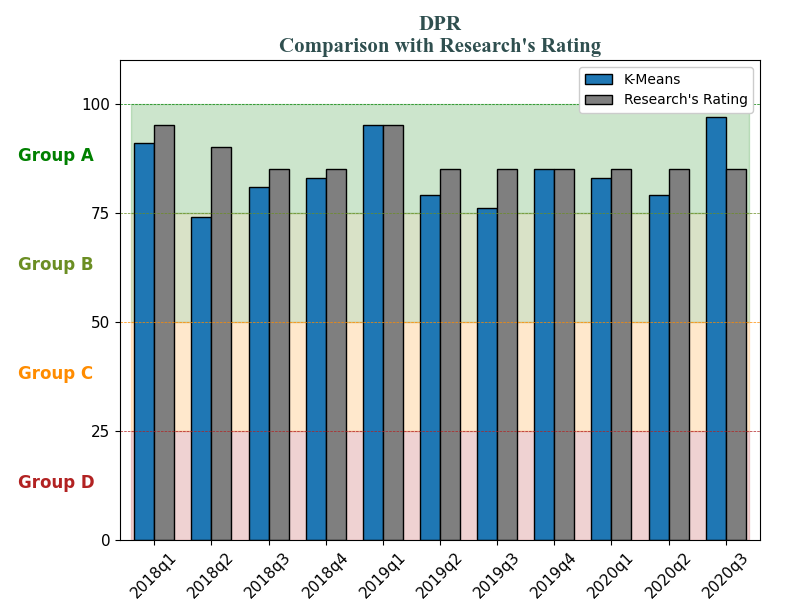 DPR
Comparison with Research's Rating
K-Means
Research's Rating
100
Group A
75
Group B
50
Group C
25
Group D
0
2018q1
2018q2
2018q3
2018q4
2019q1
2019q2
2019q3
2019q4
2020q1
2020q2
2020q3